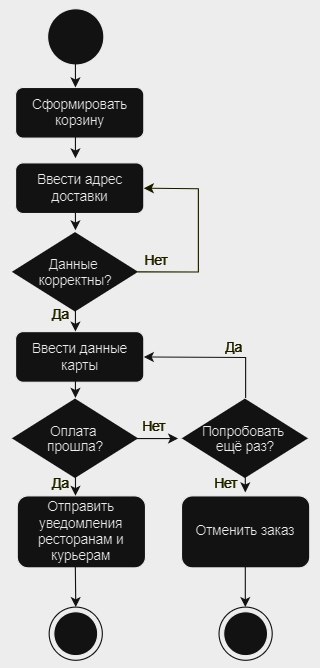 Сформировать
корзину
Ввести адрес
доставки
Данные
корректны?
Нет
Да
Ввести данные
карты
Да
Оплата
прошла?
Нет
Попробовать
ещё раз?
Да
Нет
Отправить
уведомления
ресторанам и
курьерам
Отменить заказ